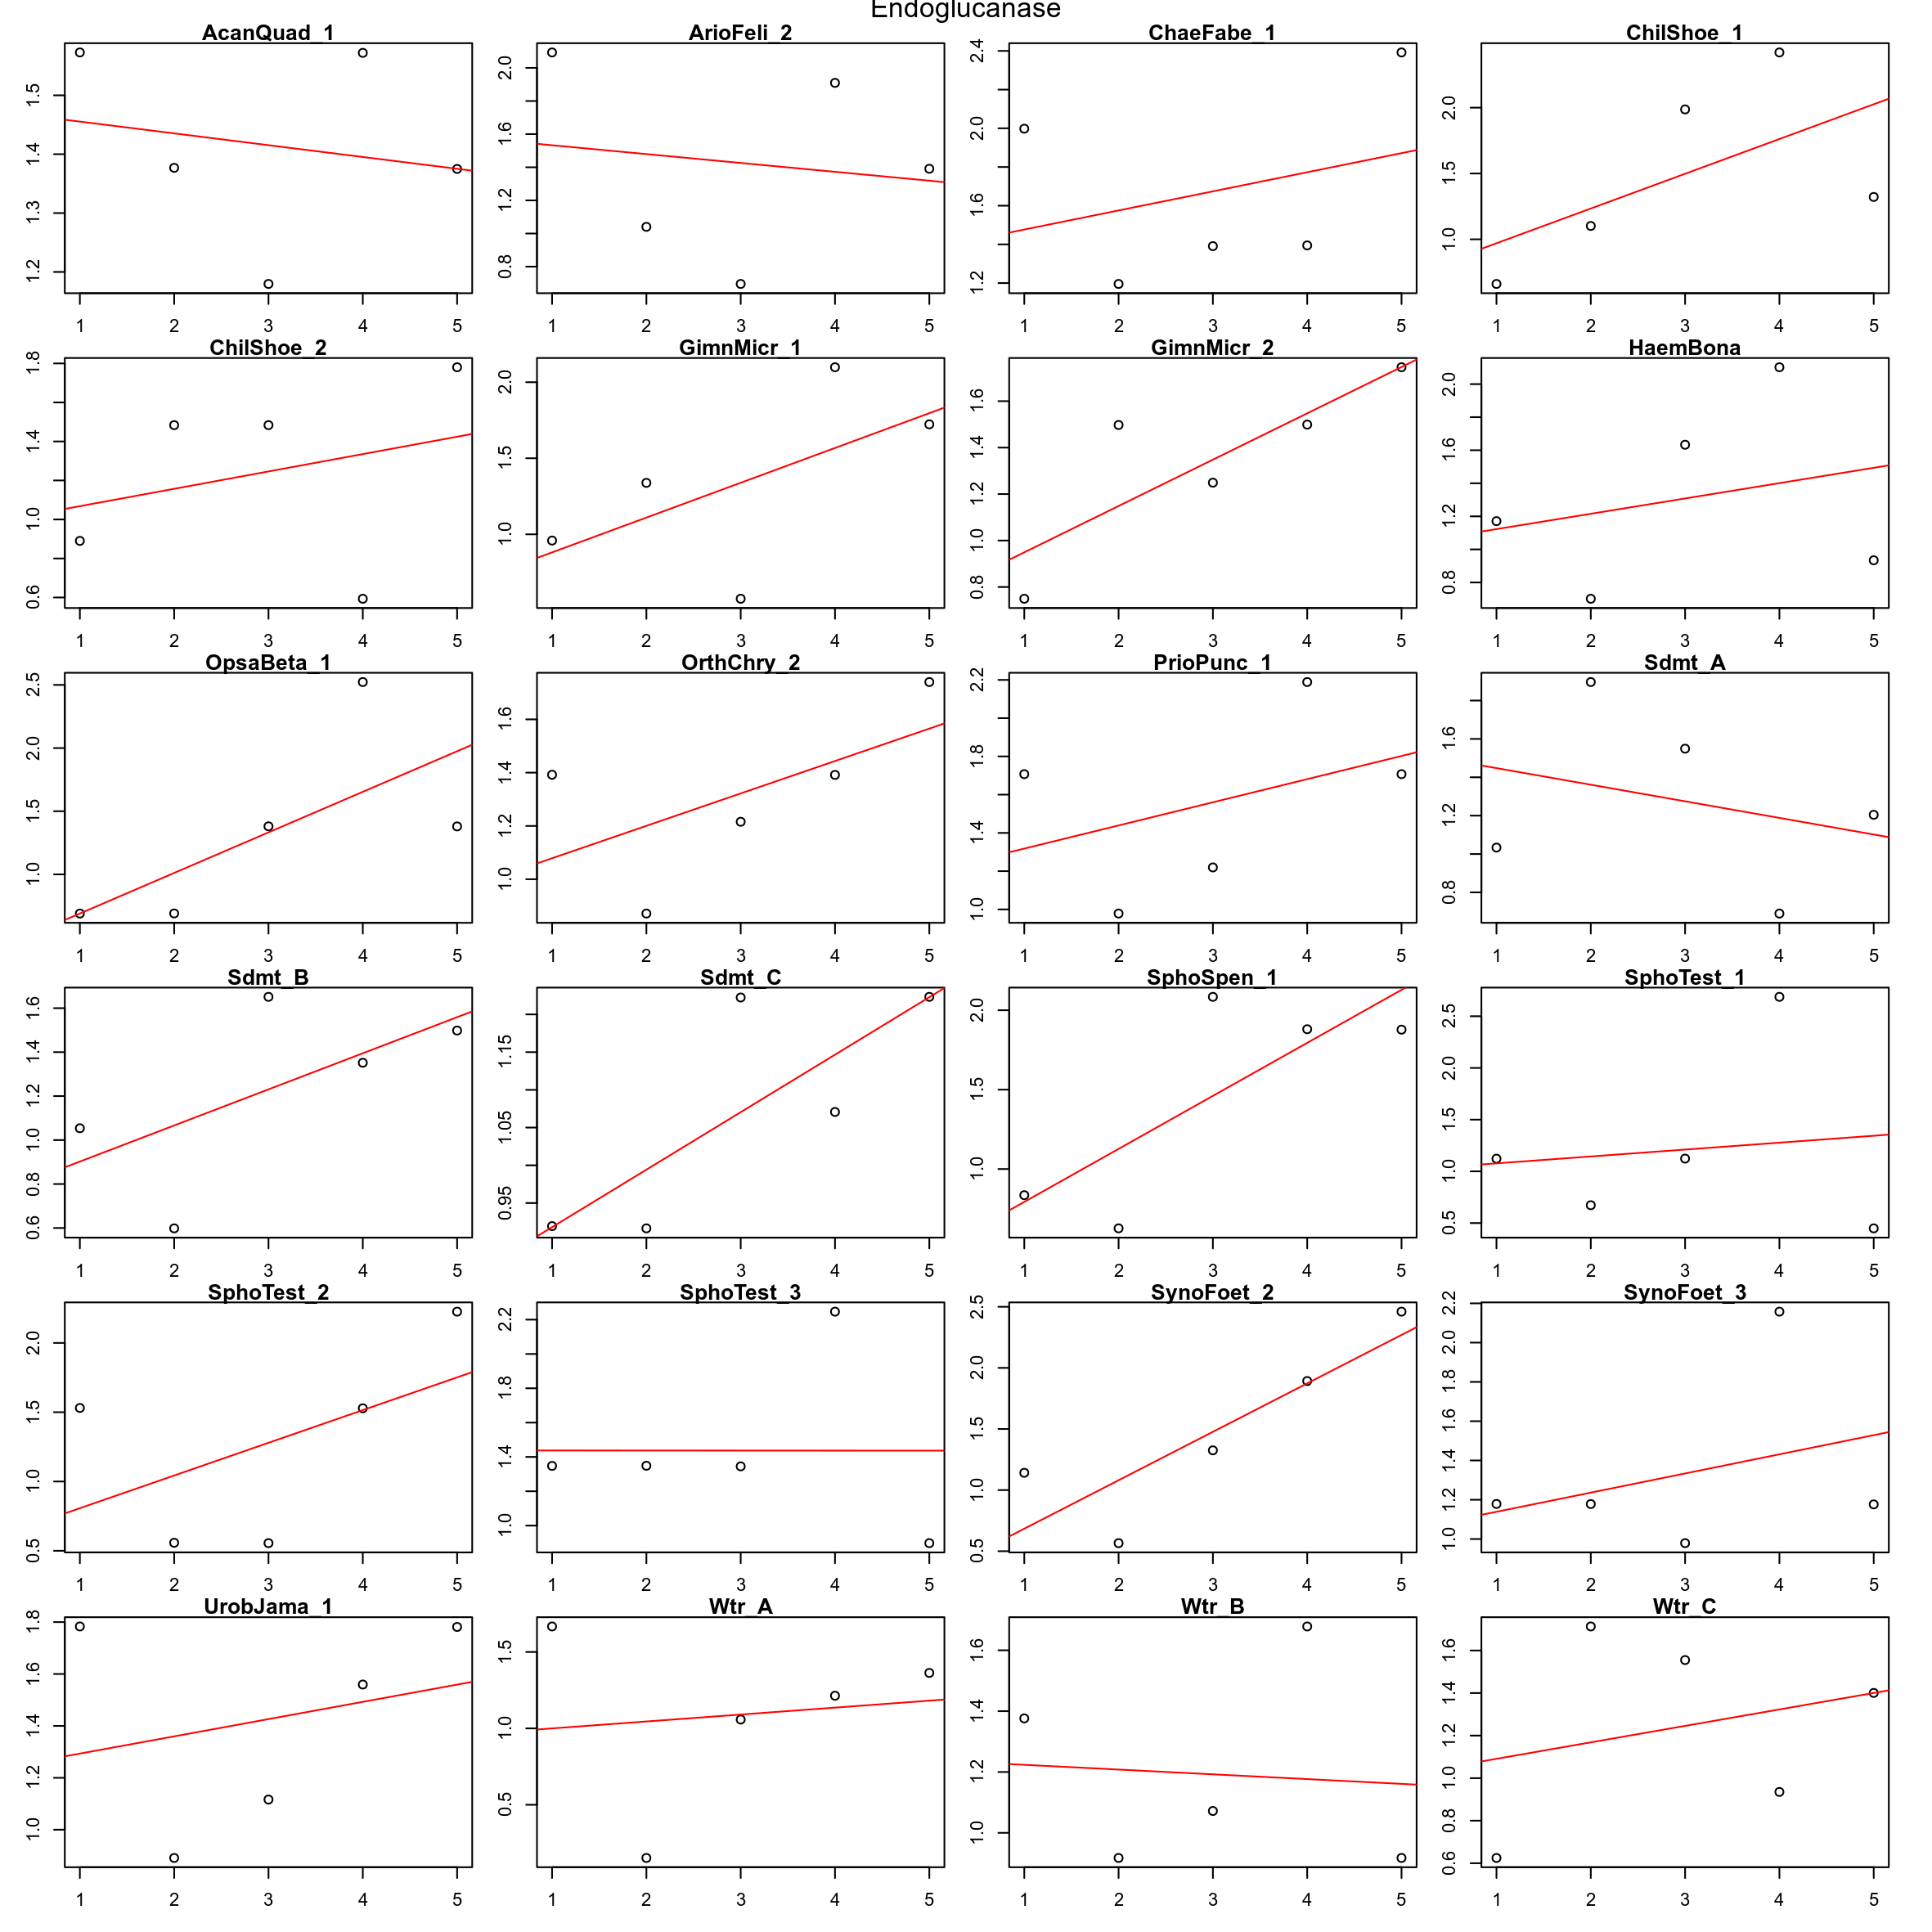 Endoglucanase
AcanQuad_1 ArioFeli_2 ChaeFabe_1 ChilShoe_1
1.2 1.3 1.4 1.5 0.8 1.2 1.6 2.0 1.2 1.6 2.0 2.4 1.0 1.5 2.0
1 2 3 4 5 1 2 3 4 5 1 2 3 4 5 1 2 3 4 5
ChilShoe_2 GimnMicr_1 GimnMicr_2 HaemBona
0.6 1.0 1.4 1.8 1.0 1.5 2.0 0.8 1.0 1.2 1.4 1.6 0.8 1.2 1.6 2.0
1 2 3 4 5 1 2 3 4 5 1 2 3 4 5 1 2 3 4 5
OpsaBeta_1 OrthChry_2 PrioPunc_1 Sdmt_A
1.0 1.5 2.0 2.5 1.0 1.2 1.4 1.6 1.0 1.4 1.8 2.2 0.8 1.2 1.6
1 2 3 4 5 1 2 3 4 5 1 2 3 4 5 1 2 3 4 5
Sdmt_B Sdmt_C SphoSpen_1 SphoTest_1
0.6 0.8 1.0 1.2 1.4 1.6 0.95 1.05 1.15 1.0 1.5 2.0 0.5 1.0 1.5 2.0 2.5
1 2 3 4 5 1 2 3 4 5 1 2 3 4 5 1 2 3 4 5
SphoTest_2 SphoTest_3 SynoFoet_2 SynoFoet_3
0.5 1.0 1.5 2.0 1.0 1.4 1.8 2.2 0.5 1.0 1.5 2.0 2.5 1.0 1.2 1.4 1.6 1.8 2.0 2.2
1 2 3 4 5 1 2 3 4 5 1 2 3 4 5 1 2 3 4 5
UrobJama_1 Wtr_A Wtr_B Wtr_C
1.0 1.2 1.4 1.6 1.8 0.5 1.0 1.5 1.0 1.2 1.4 1.6 0.6 0.8 1.0 1.2 1.4 1.6
1 2 3 4 5 1 2 3 4 5 1 2 3 4 5 1 2 3 4 5